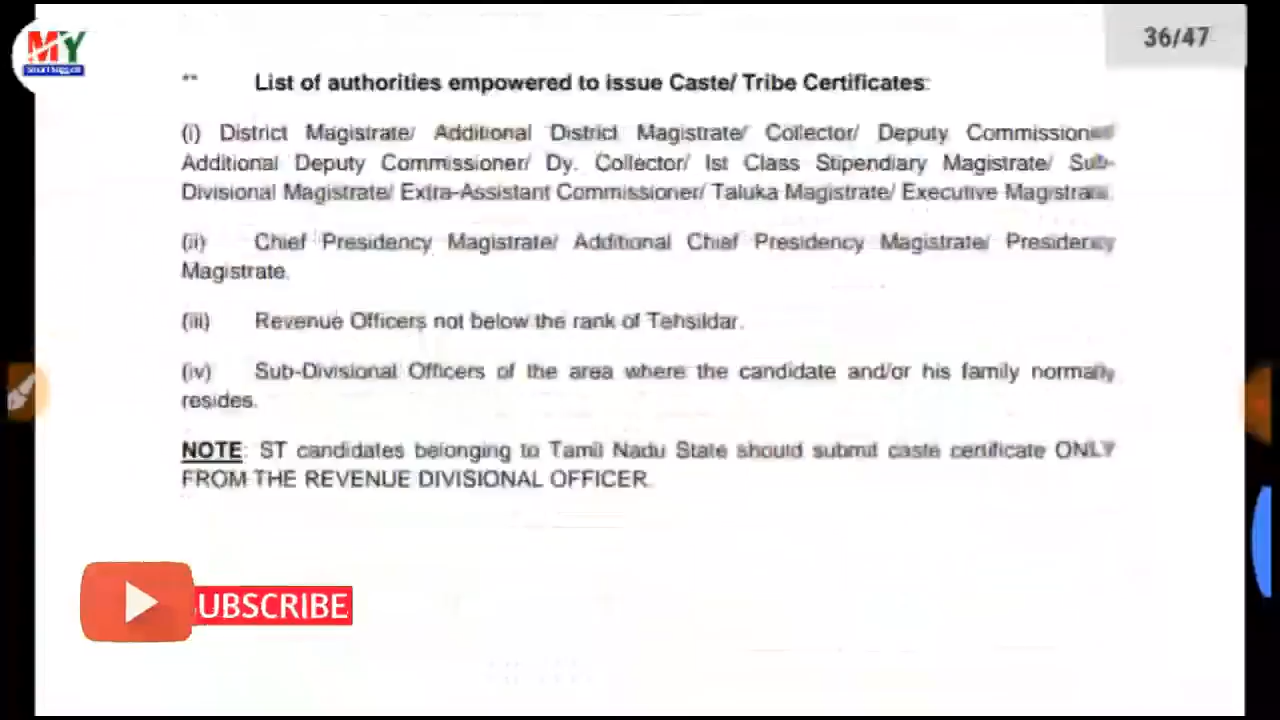 MY
36/47
** List of authorities empowered to issue Caste/ Tribe Certificates:
(i) District Magistrate/ Additional District Magistrate/ Collector/ Deputy Commissioner/
Additional Deputy Commissioner/ Dy. Collector/ Ist Class Stipendiary Magistrate/ Sub-
Divisional Magistrate/ Extra-Assistant Commissioner/ Taluka Magistrate/ Executive Magistrate.
(ii) Chief Presidency Magistrate/ Additional Chief Presidency Magistrate/ Presidency
Magistrate.
(iii) Revenue Officers not below the rank of Tehsildar.
(iv) Sub-Divisional Officers of the area where the candidate and/or his family normally
resides.
NOTE: ST candidates belonging to Tamil Nadu State should submit caste certificate ONLY
FROM THE REVENUE DIVISIONAL OFFICER.
SUBSCRIBE